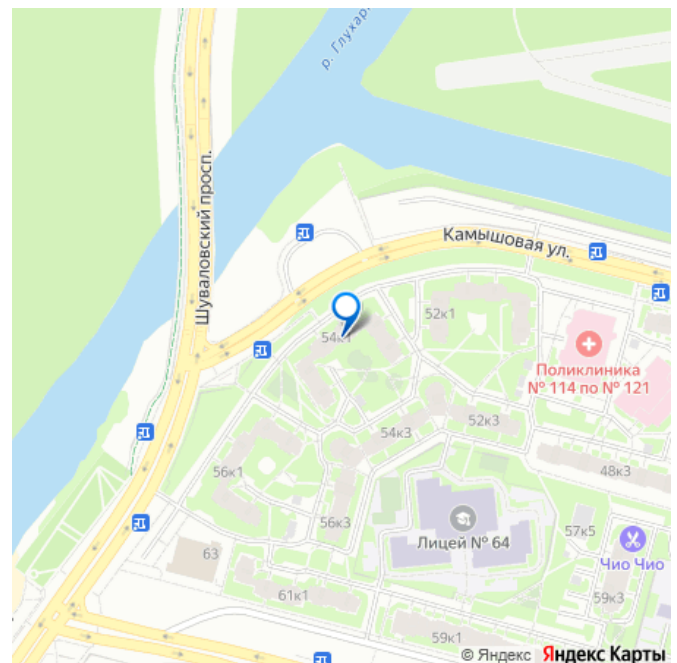 р. Глухар
Шуваловский просп.
Камышовая ул.
52к1
54к1
Поликлиника
№ 114 по № 121
52к3
54к3
48к3
56к1
56к3
Лицей № 64
57к5
63
Чио Чио
61к1
59к3
59к1
© Яндекс Яндекс Карты